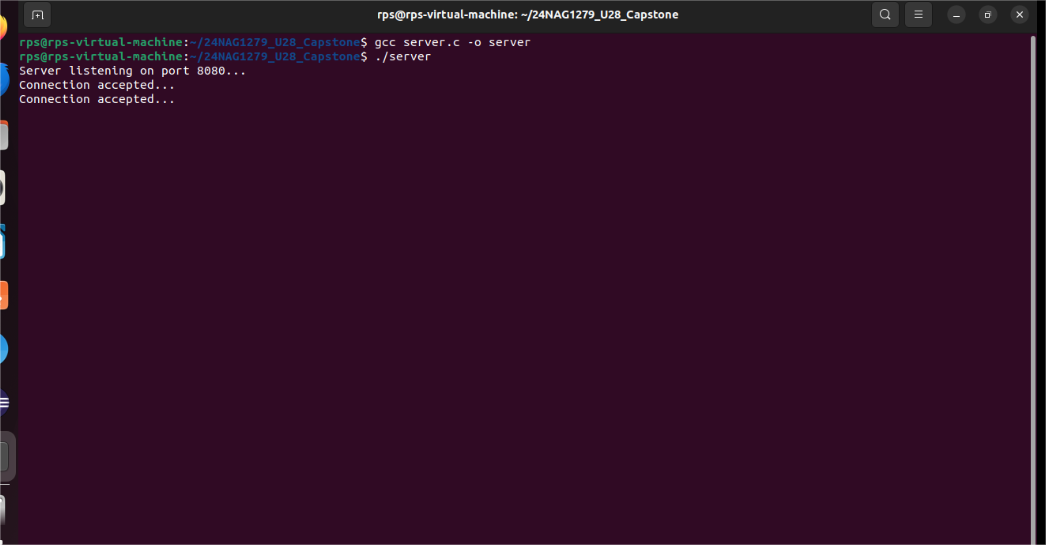 rps@rps-virtual-machine: ~/24NAG1279_U28_Capstone
rps@rps-virtual-machine:~/24NAG1279_U28_Capstone$ gcc server.c -o server
rps@rps-virtual-machine:~/24NAG1279_U28_Capstone$ ./server
Server listening on port 8080...
Connection accepted...
Connection accepted...